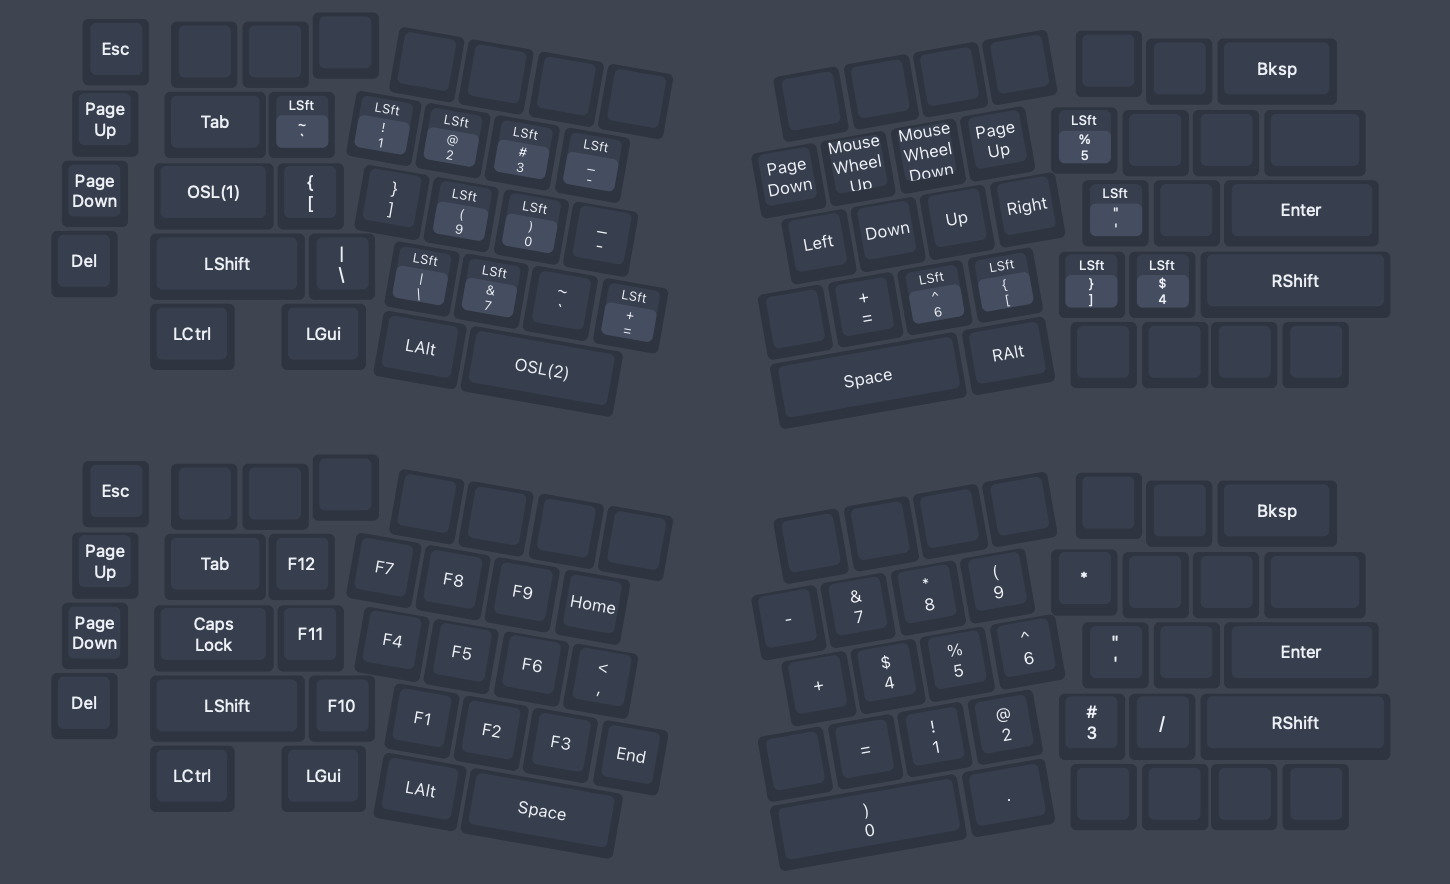 Esc
Bksp
Page
Up
Tab
LSft
~
`
LSft
!
1
LSft
@
2
LSft
#
3
LSft
_
-
Page
Down
Mouse
Wheel
Up
Mouse
Wheel
Down
Page
Up
LSft
%
5
Page
Down
OSL(1)
{
[
}
]
LSft
(
9
LSft
)
0
_
-
Left
Down
Up
Right
LSft
"
'
Enter
Del
LShift
|
\
LSft
|
\
LSft
&
7
~
`
LSft
+
=
+
=
LSft
^
6
LSft
{
[
LSft
}
]
LSft
$
4
RShift
LCtrl
LGui
LAlt
OSL(2)
Space
RAlt
Esc
Bksp
Page
Up
Tab
F12
F7
F8
F9
Home
-
&
7
*
8
(
9
*
Page
Down
Caps
Lock
F11
F4
F5
F6
<
,
+
$
4
%
5
^
6
"
'
Enter
Del
LShift
F10
F1
F2
F3
End
=
!
1
@
2
#
3
/
RShift
LCtrl
LGui
LAlt
Space
)
0
.